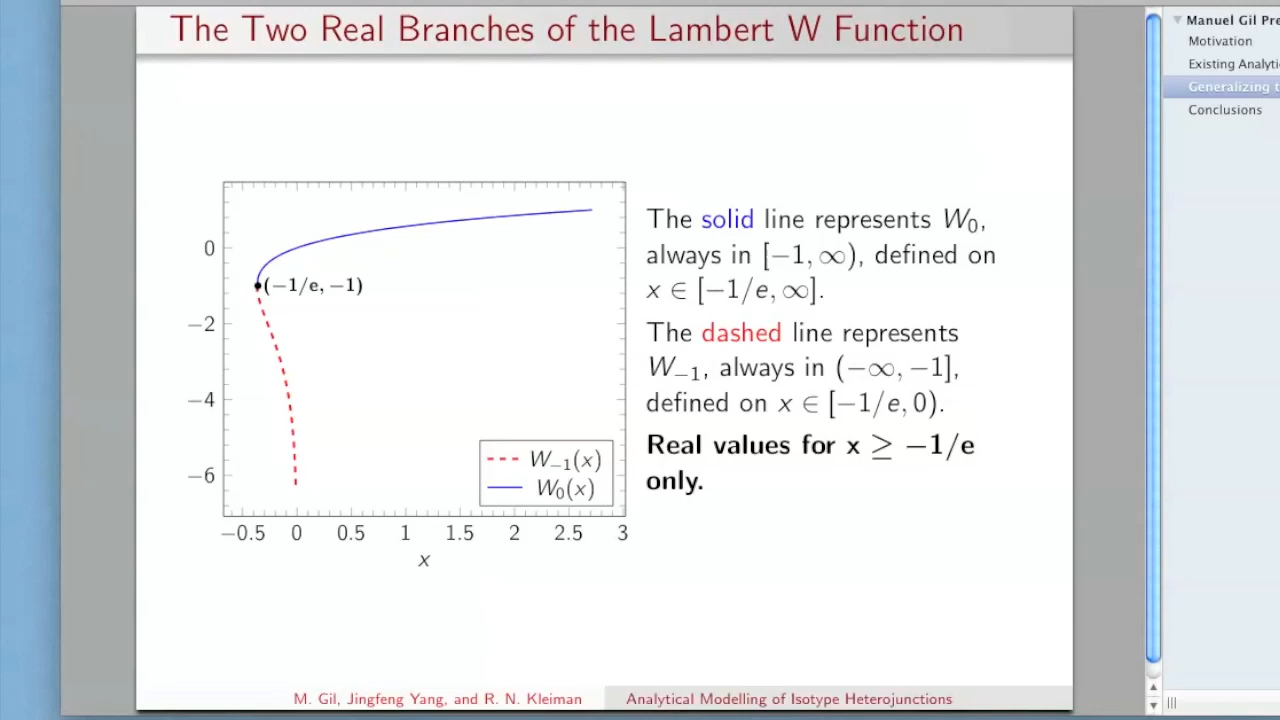 The Two Real Branches of the Lambert W Function
0
−2
−4
−6
(−1/e, −1)
W₋₁(x)
W₀(x)
−0.5 0 0.5 1 1.5 2 2.5 3
x
The solid line represents W₀,
always in [−1, ∞), defined on
x ∈ [−1/e, ∞].
The dashed line represents
W₋₁, always in (−∞, −1],
defined on x ∈ [−1/e, 0).
Real values for x ≥ −1/e
only.
M. Gil, Jingfeng Yang, and R. N. Kleiman
Analytical Modelling of Isotype Heterojunctions
Manuel Gil Pre
Motivation
Existing Analyti
Generalizing t
Conclusions